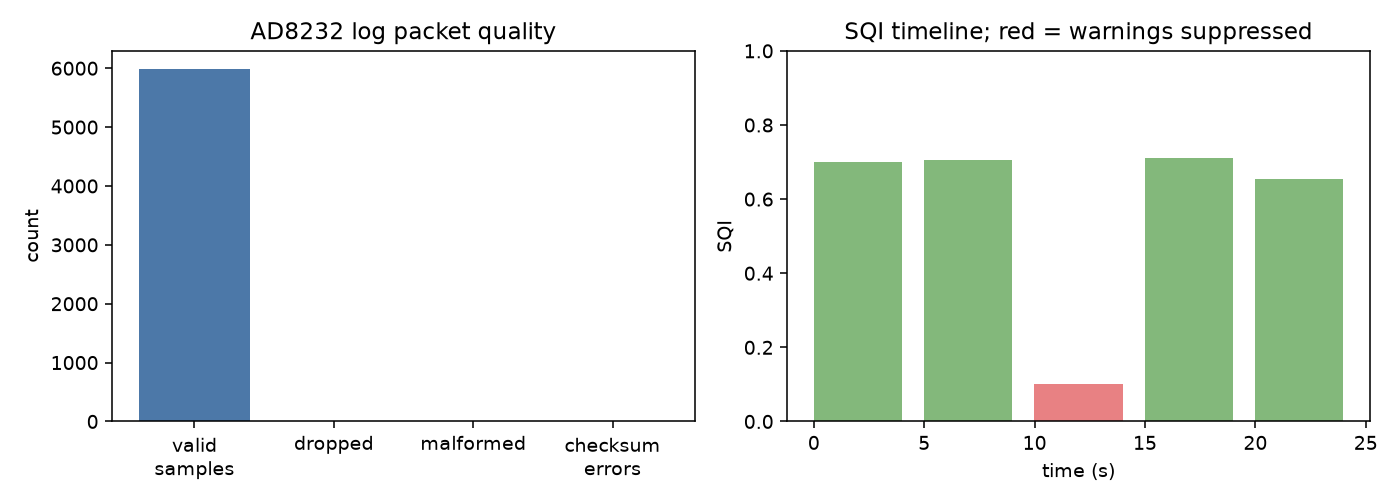 AD8232 log packet quality
count
6000
5000
4000
3000
2000
1000
0
valid
samples
dropped
malformed
checksum
errors
SQI timeline; red = warnings suppressed
SQI
1.0
0.8
0.6
0.4
0.2
0.0
0
5
10
15
20
25
time (s)